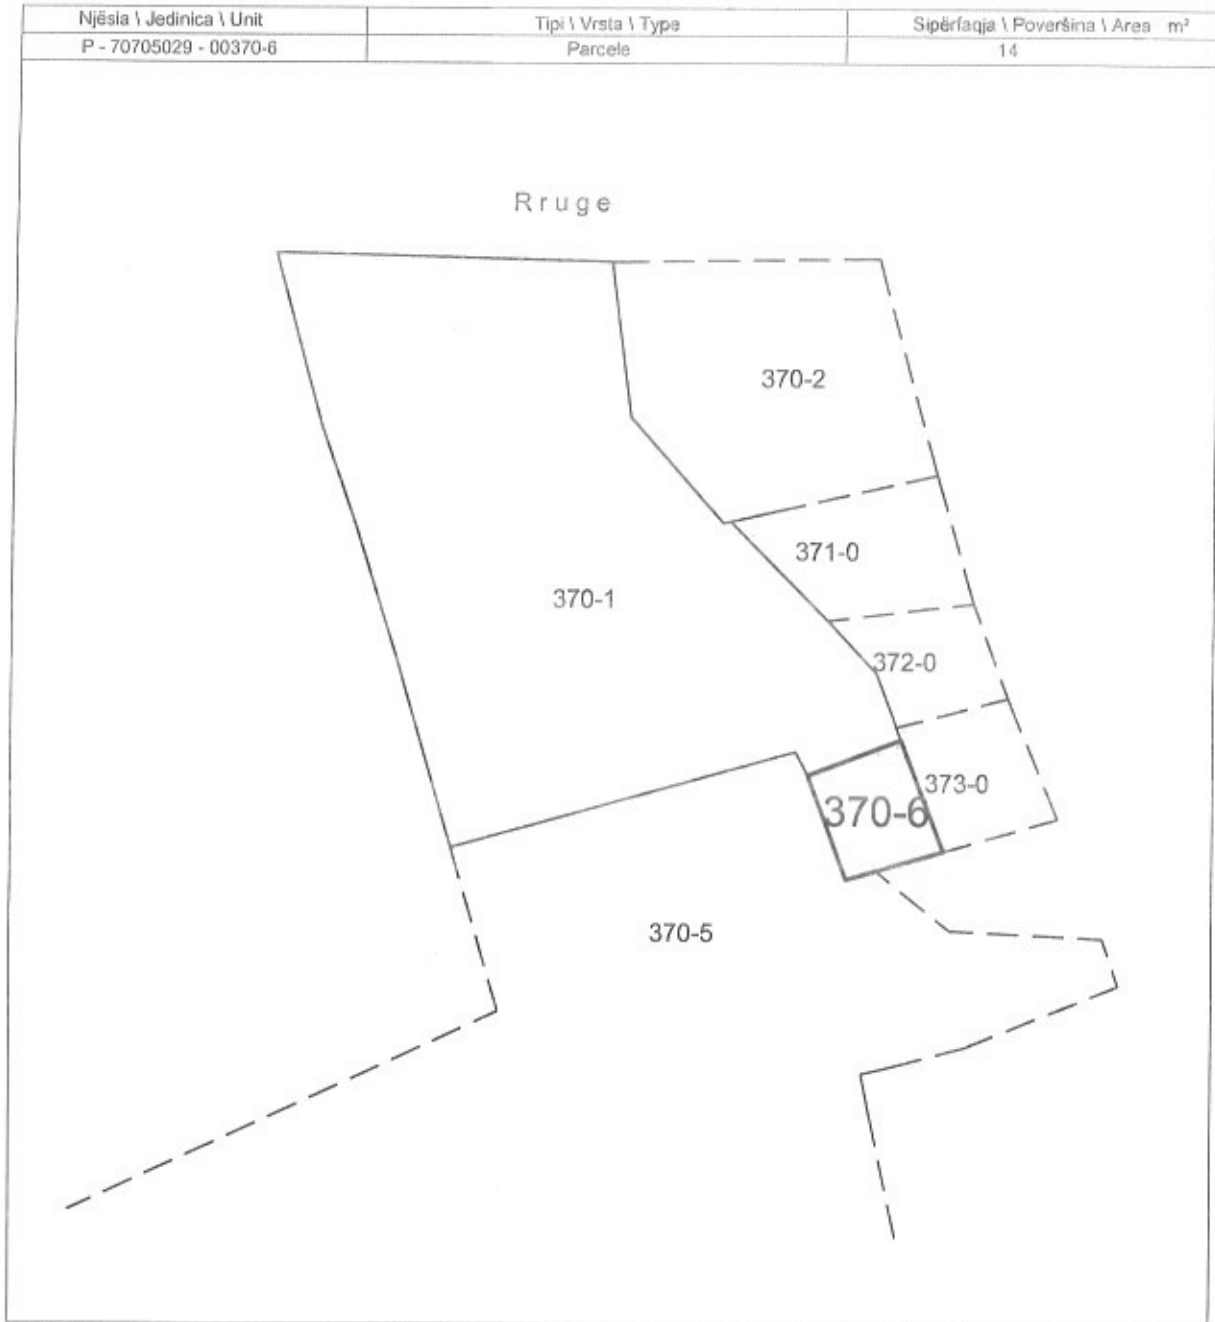 Njësia \ Jedinica \ Unit Tipi \ Vrsta \ Type Sipërfaqja \ Poveršina \ Area m²
P - 70705029 - 00370-6 Parcele 14
Rruge
370-2
371-0
370-1
372-0
373-0
370-6
370-5